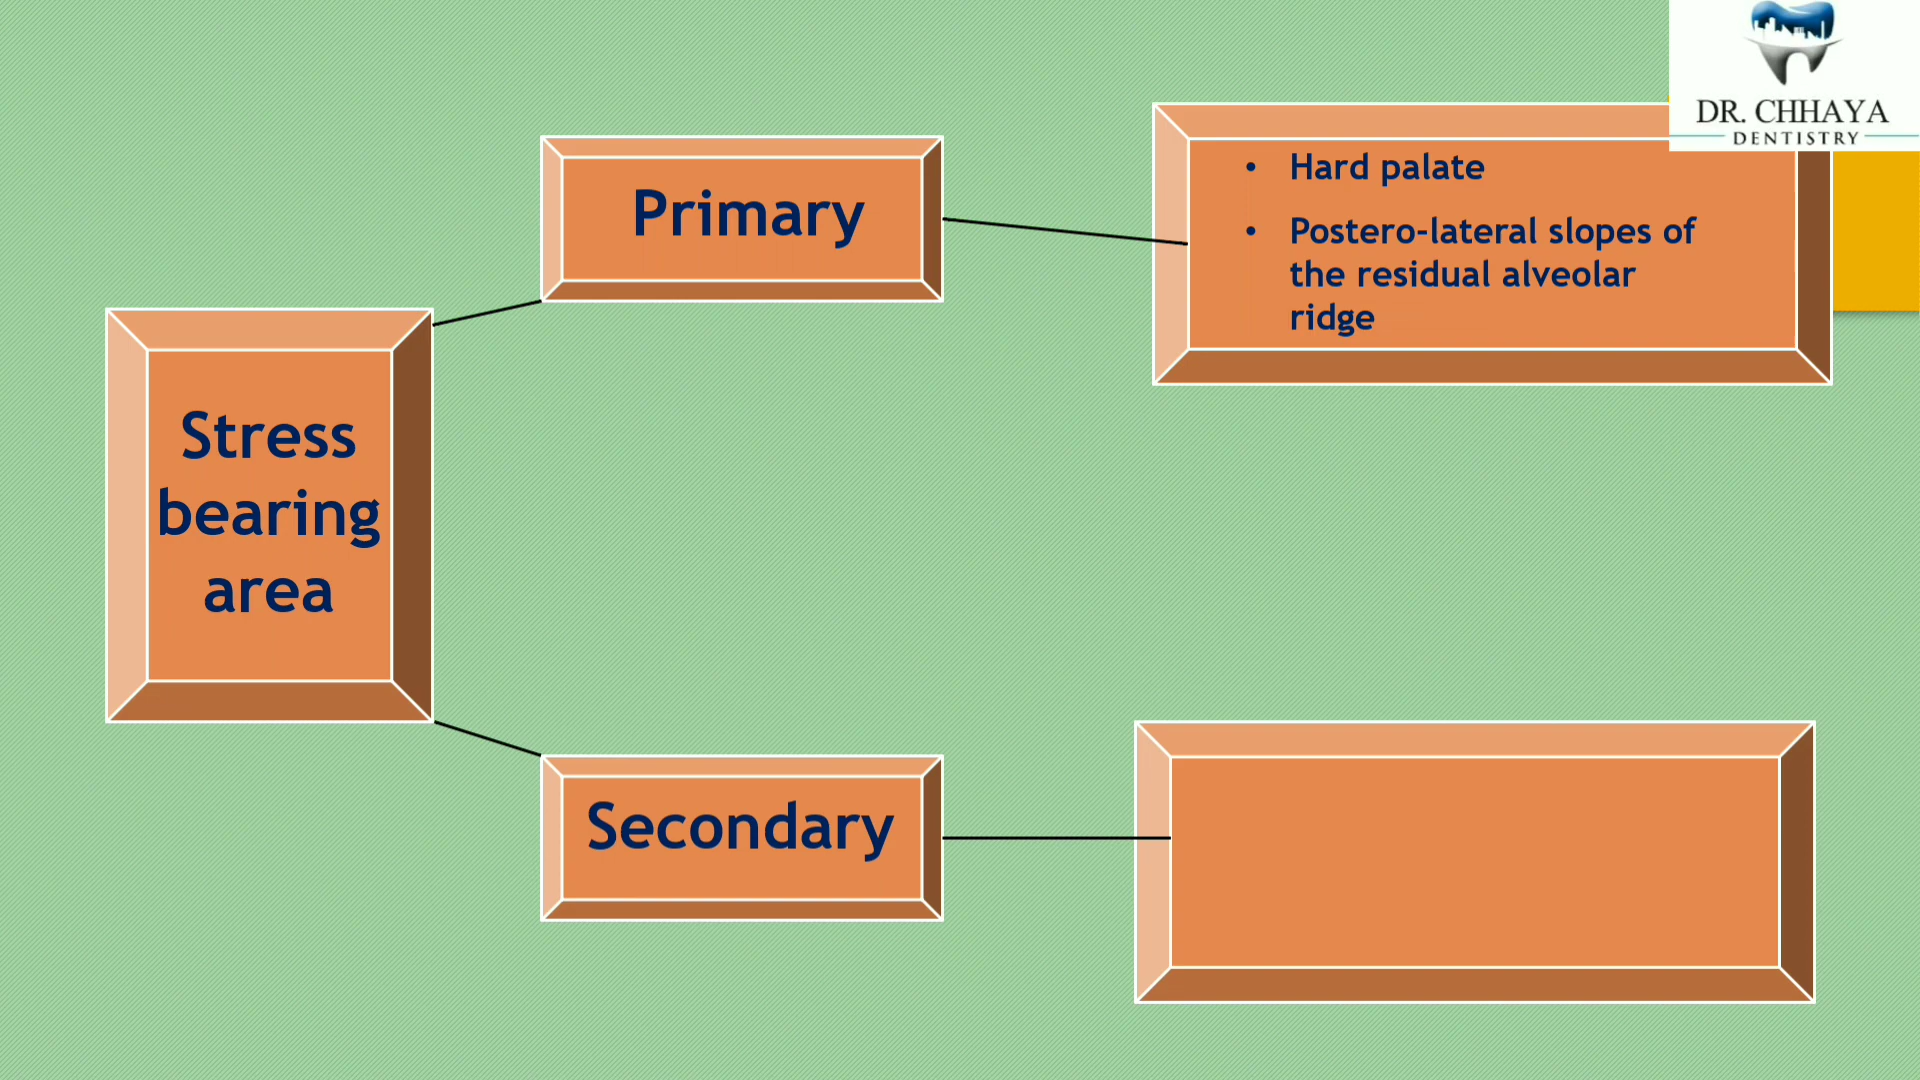 DR. CHHAYA
DENTISTRY
Primary
• Hard palate
• Postero-lateral slopes of
the residual alveolar
ridge
Stress
bearing
area
Secondary